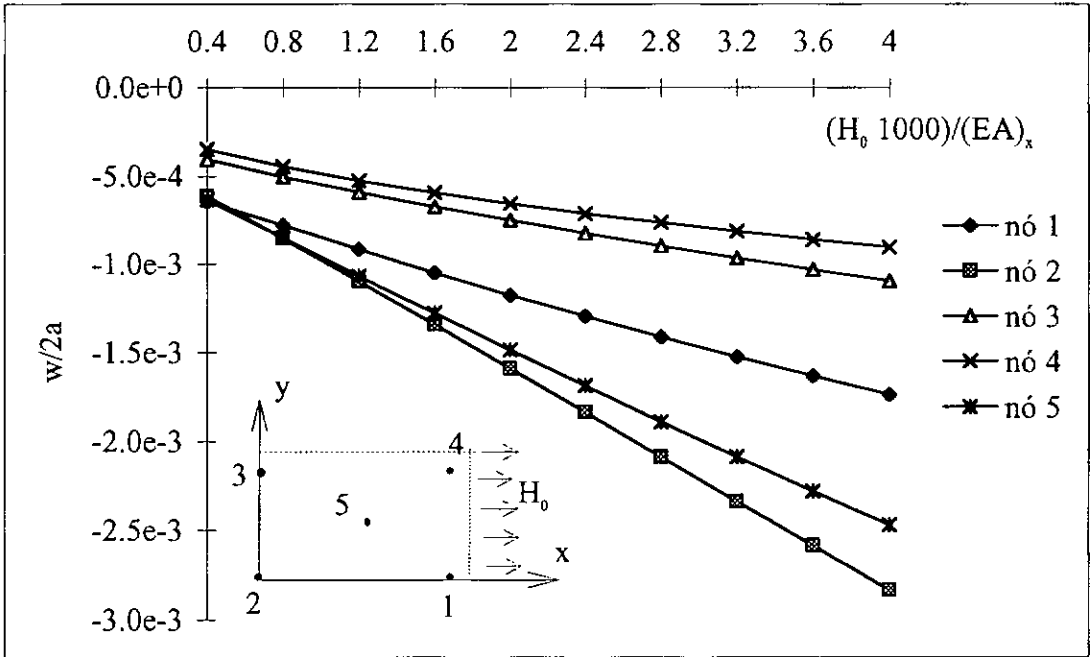 0.4 0.8 1.2 1.6 2 2.4 2.8 3.2 3.6 4
0.0e+0
(H₀ 1000)/(EA)ₓ
-5.0e-4
-1.0e-3
-1.5e-3
-2.0e-3
-2.5e-3
-3.0e-3
w/2a
nó 1
nó 2
nó 3
nó 4
nó 5
y
4
3
5
H₀
x
2
1